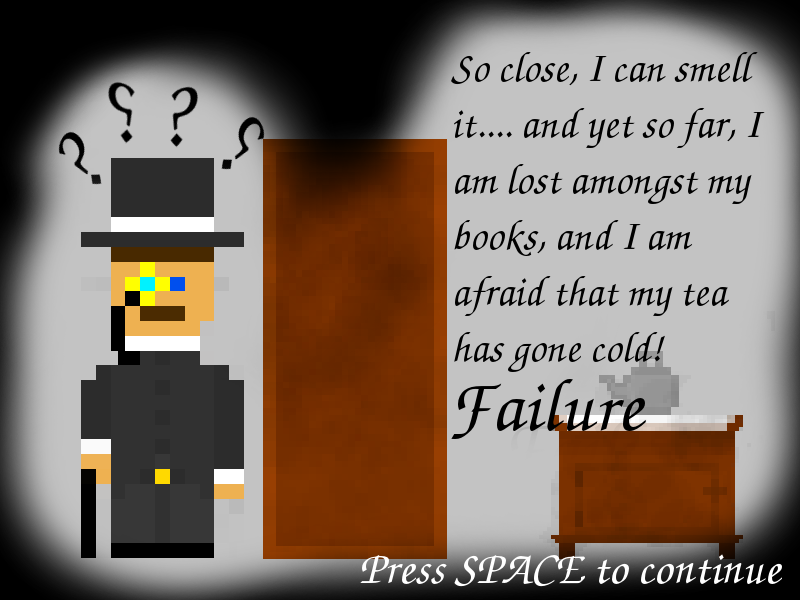 ? ? ? ?
So close, I can smell
it.... and yet so far, I
am lost amongst my
books, and I am
afraid that my tea
has gone cold!
Failure
Press SPACE to continue